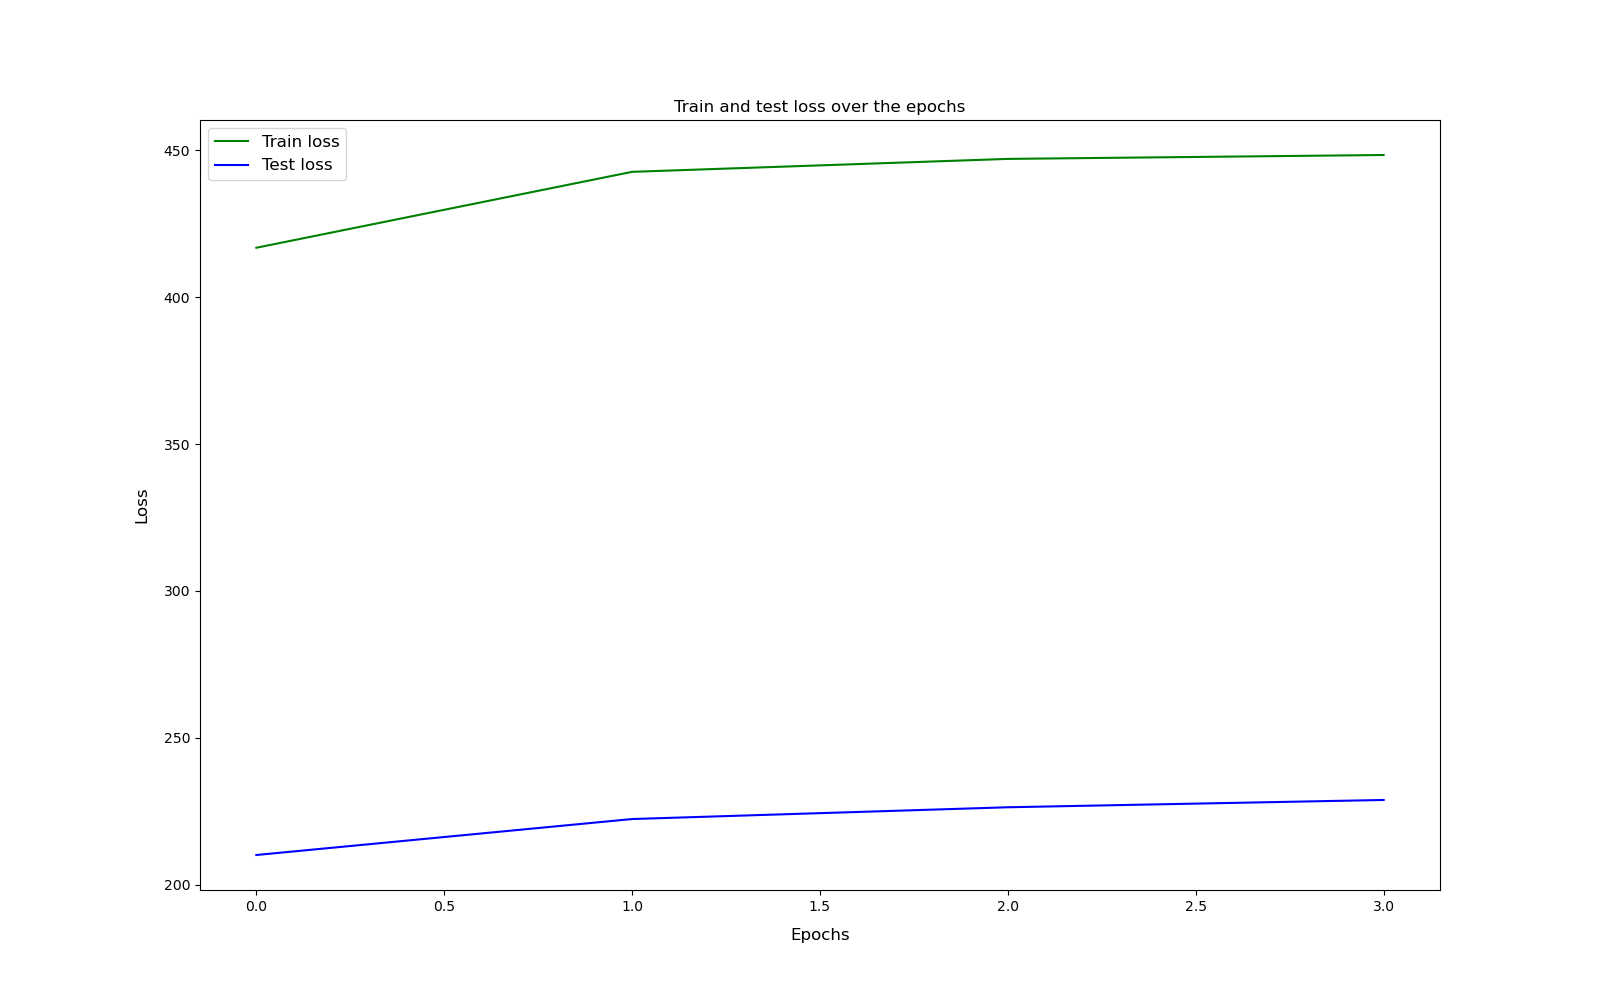 Train and test loss over the epochs
Train loss
Test loss
450
400
350
300
250
200
Loss
0.0 0.5 1.0 1.5 2.0 2.5 3.0
Epochs